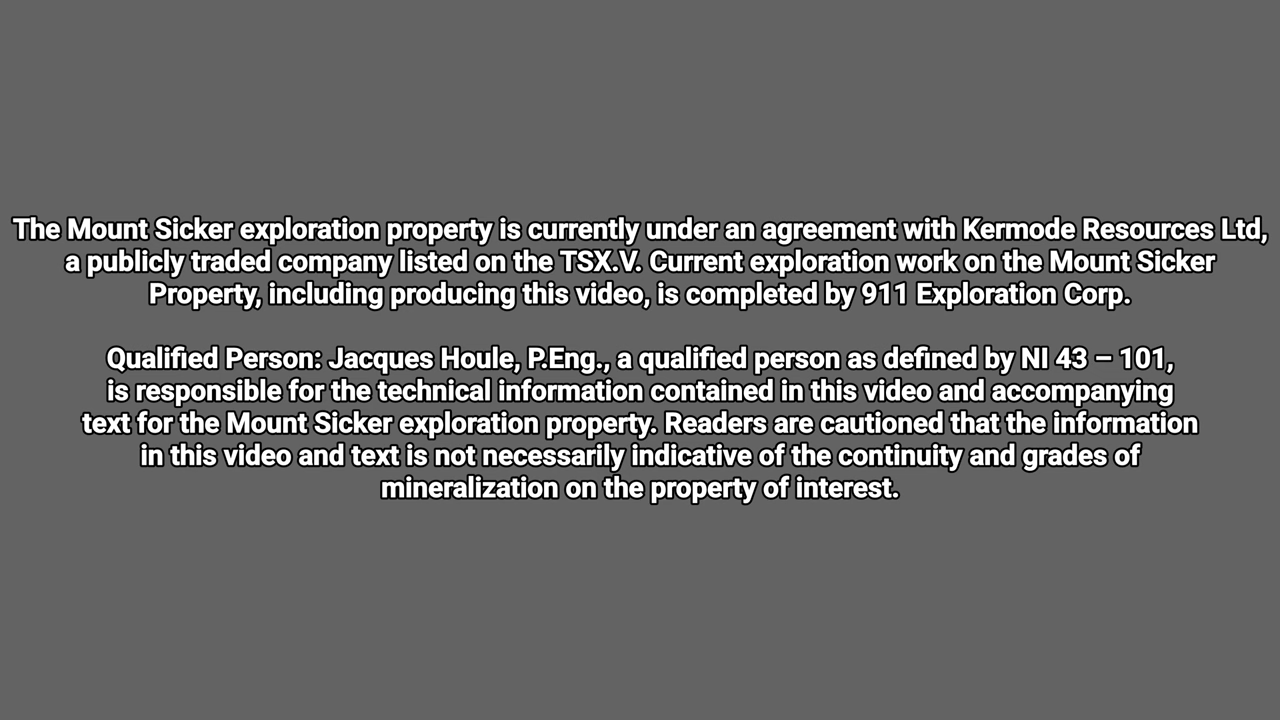 The Mount Sicker exploration property is currently under an agreement with Kermode Resources Ltd,
a publicly traded company listed on the TSX.V. Current exploration work on the Mount Sicker
Property, including producing this video, is completed by 911 Exploration Corp.
Qualified Person: Jacques Houle, P.Eng., a qualified person as defined by NI 43 – 101,
is responsible for the technical information contained in this video and accompanying
text for the Mount Sicker exploration property. Readers are cautioned that the information
in this video and text is not necessarily indicative of the continuity and grades of
mineralization on the property of interest.